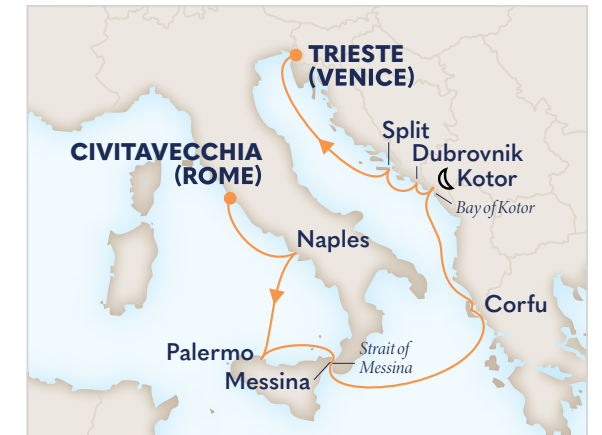 TRIESTE
(VENICE)
Split
Dubrovnik
Kotor
Bay of Kotor
CIVITAVECCHIA
(ROME)
Naples
Corfu
Palermo
Strait of
Messina
Messina